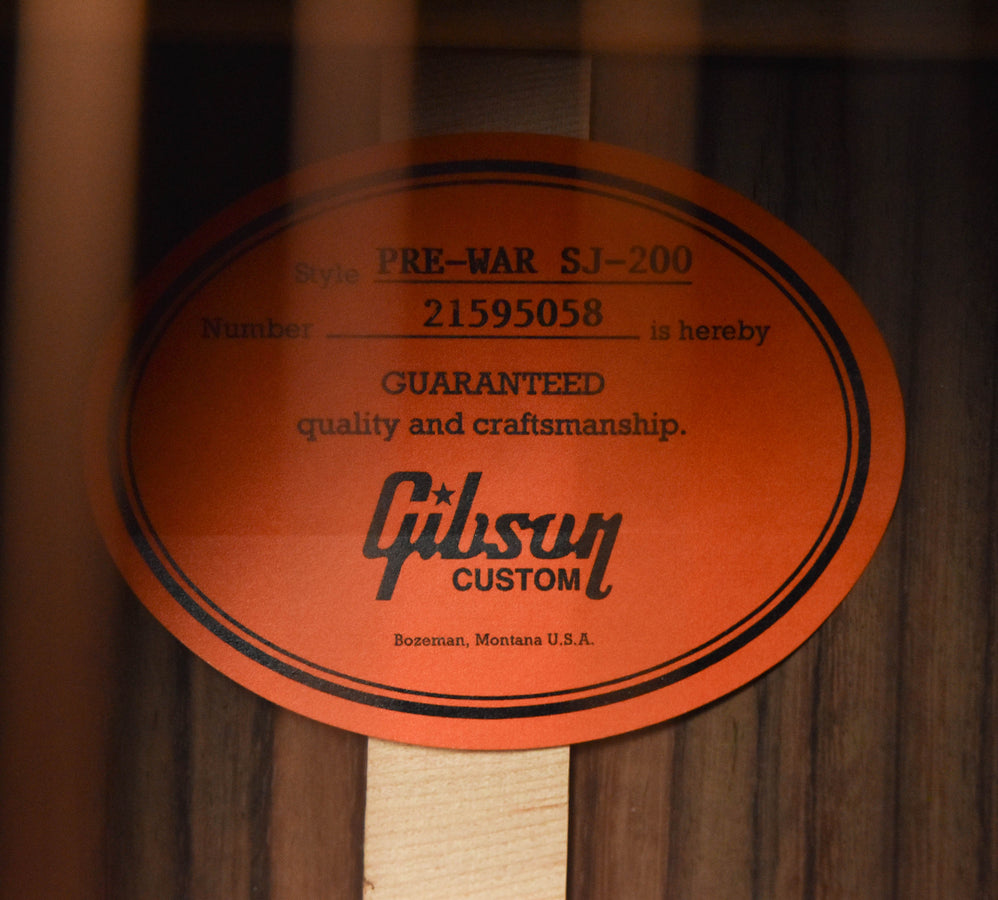 Style PRE-WAR SJ-200
Number 21595058 is hereby
GUARANTEED
quality and craftsmanship.
Gibson
CUSTOM
Bozeman, Montana U.S.A.